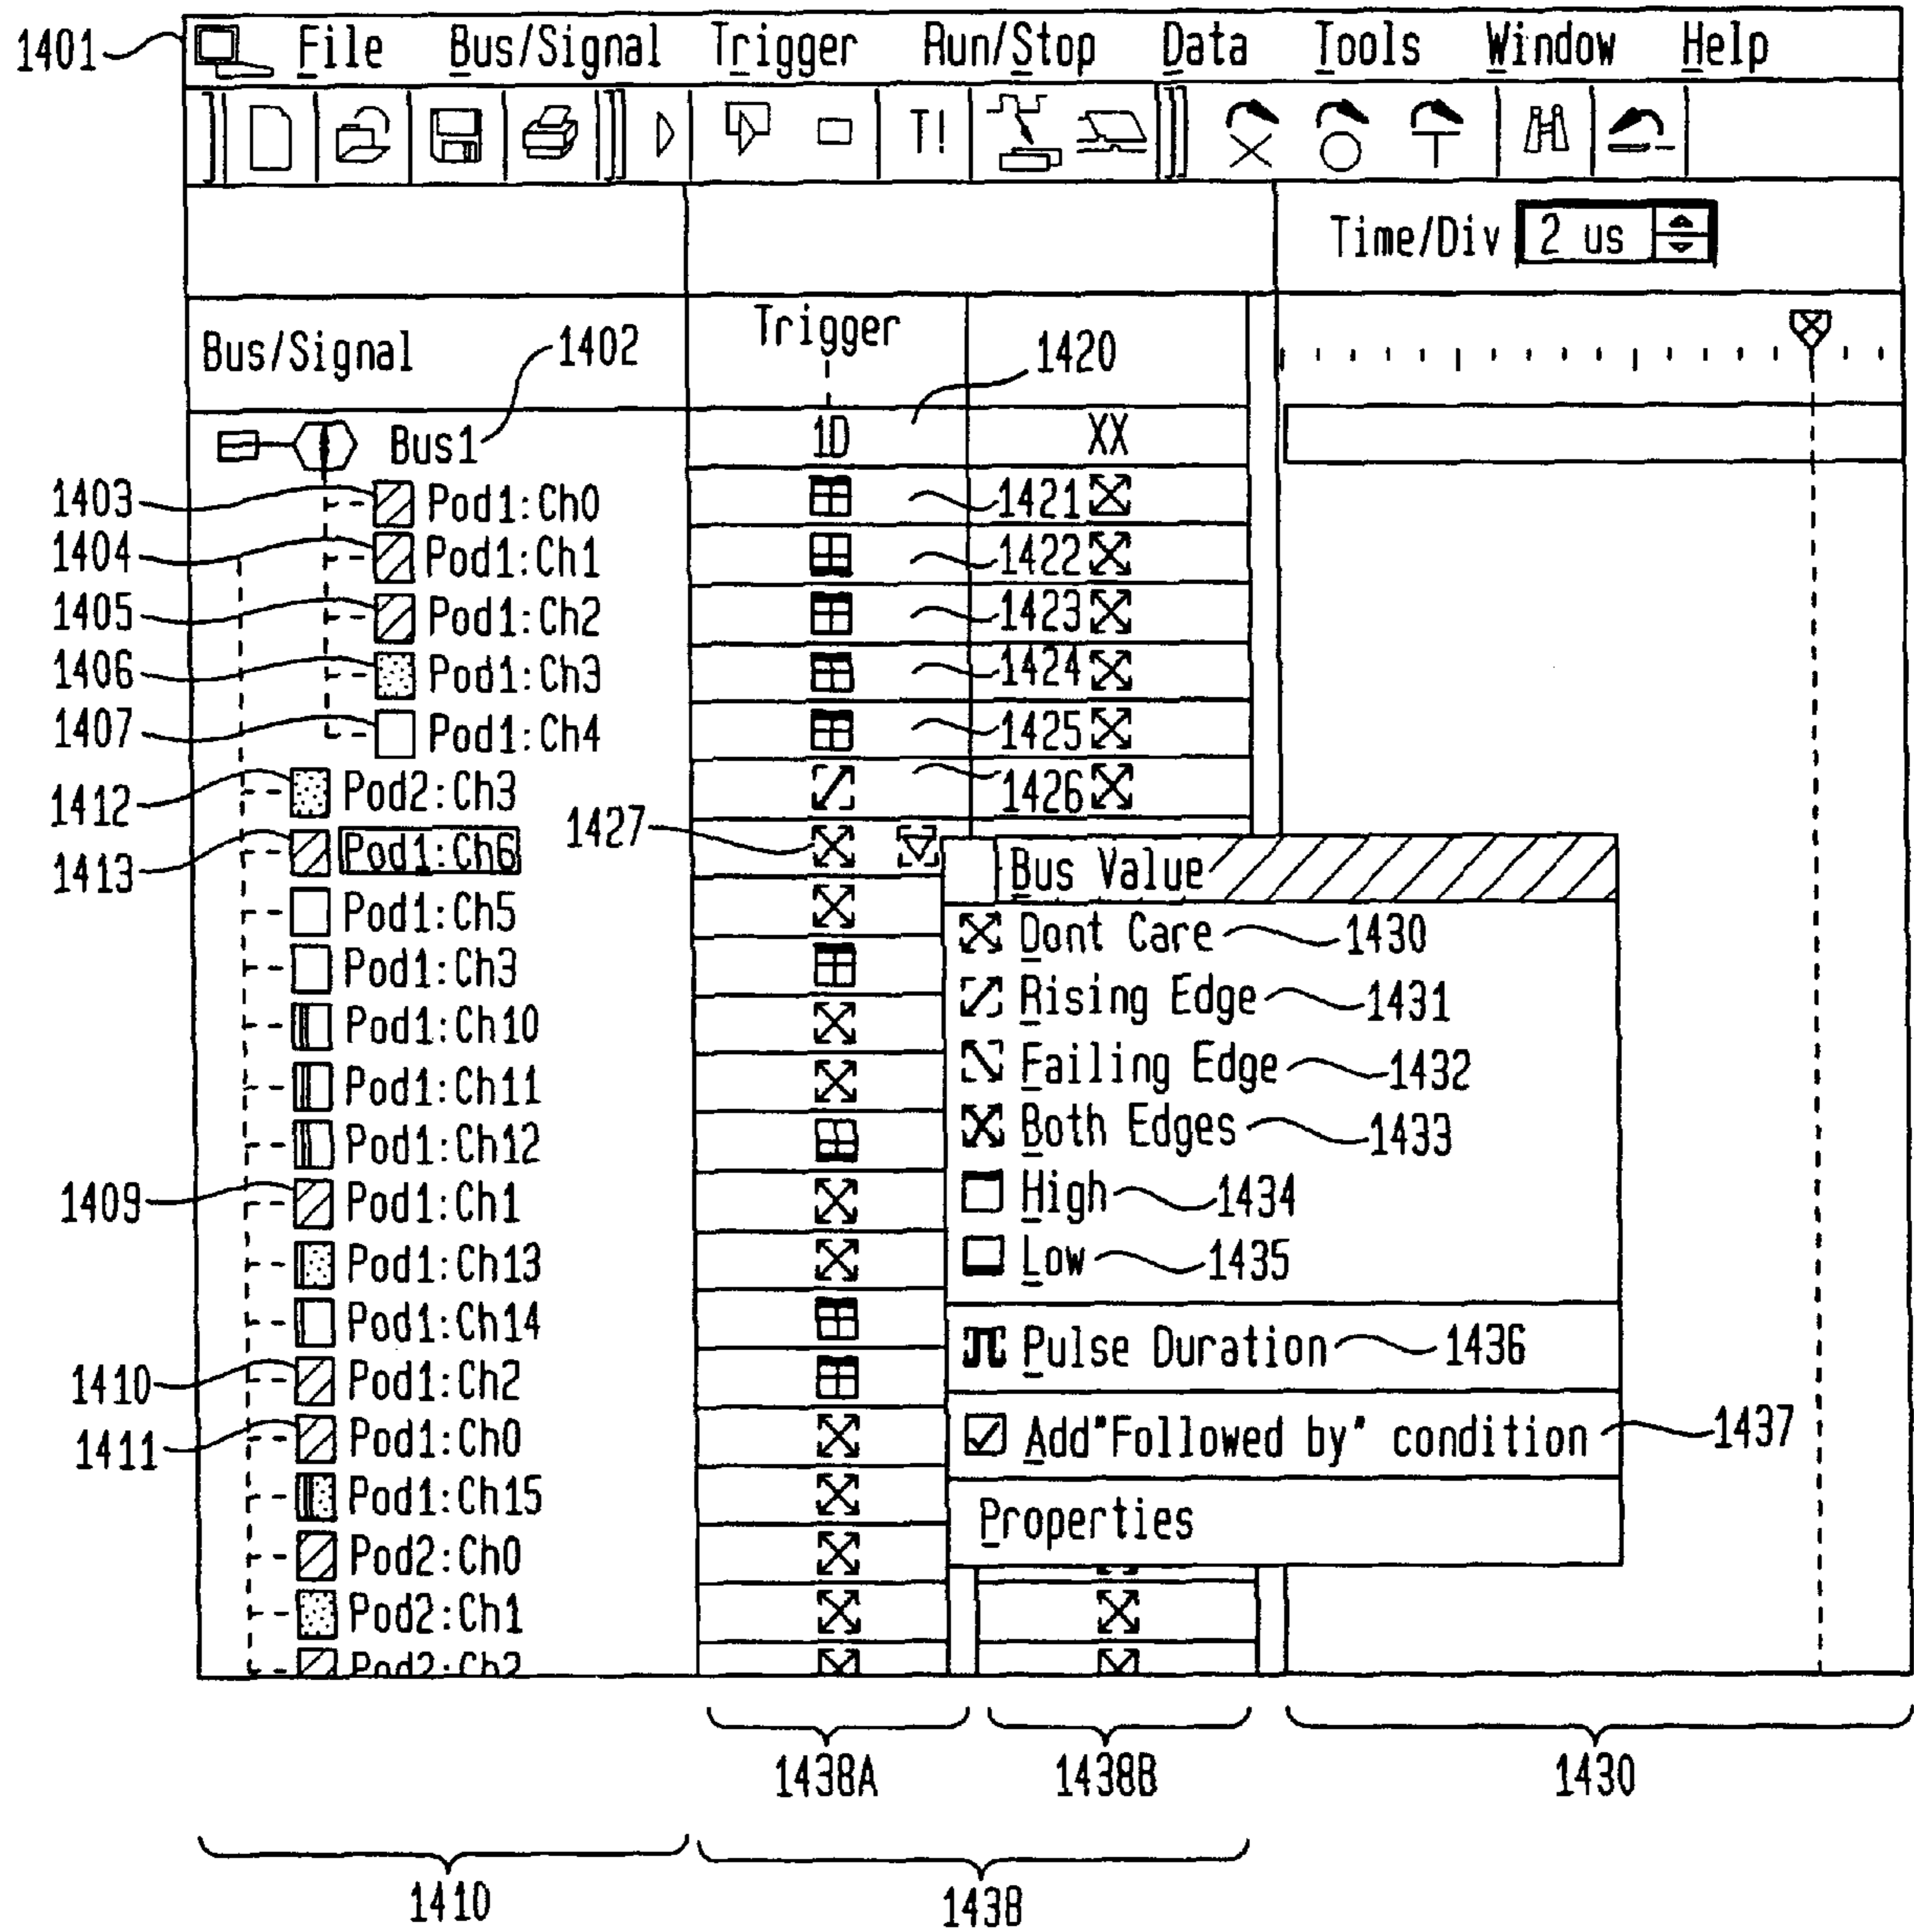 1401 File Bus/Signal Trigger Run/Stop Data Tools Window Help
T!
Time/Div 2 us
Bus/Signal 1402 Trigger 1420
Bus1 1D XX
1403 Pod1:Ch0 1421
1404 Pod1:Ch1 1422
1405 Pod1:Ch2 1423
1406 Pod1:Ch3 1424
1407 Pod1:Ch4 1425
1412 Pod2:Ch3 1426
1413 Pod1:Ch6 1427
Bus Value
Pod1:Ch5
Dont Care 1430
Pod1:Ch3
Rising Edge 1431
Pod1:Ch10
Failing Edge 1432
Pod1:Ch11
Both Edges 1433
Pod1:Ch12
1409 Pod1:Ch1
High 1434
Pod1:Ch13
Low 1435
Pod1:Ch14
Pulse Duration 1436
1410 Pod1:Ch2
1411 Pod1:Ch0
Add"Followed by" condition 1437
Pod1:Ch15
Properties
Pod2:Ch0
Pod2:Ch1
Pod2:Ch2
1438A 1438B 1430
1410 1438